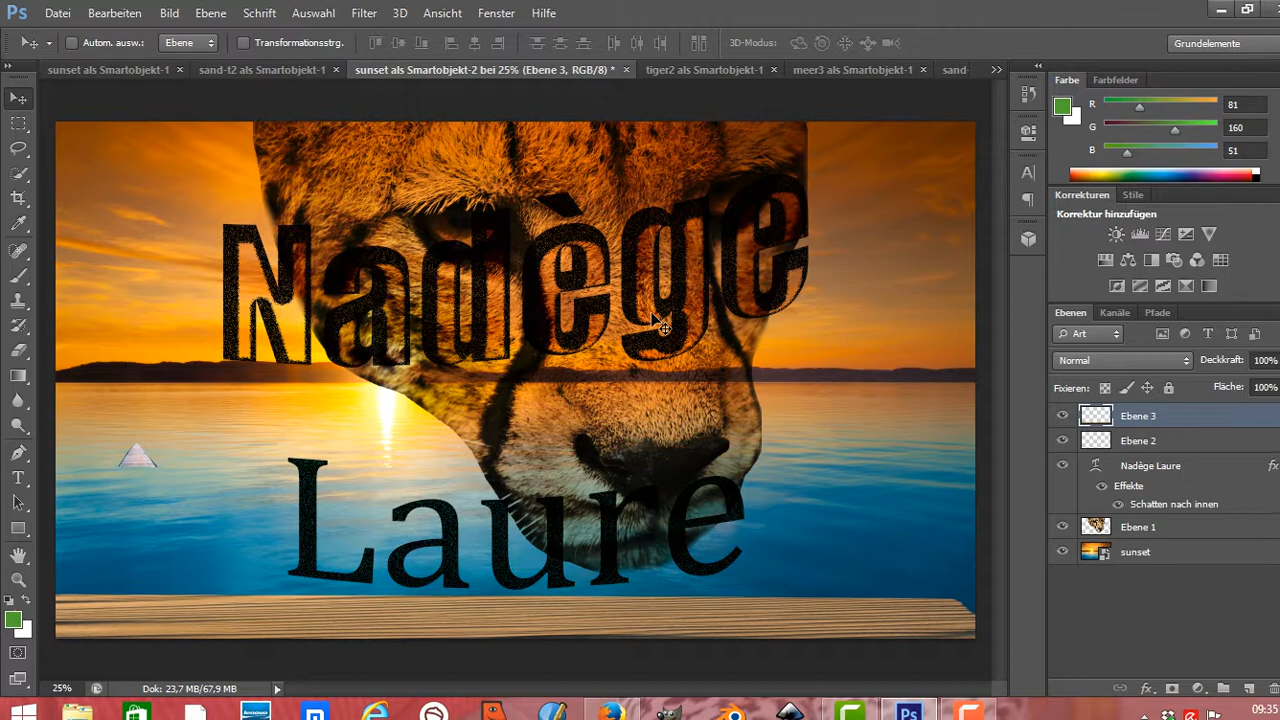 Ps Datei Bearbeiten Bild Ebene Schrift Auswahl Filter 3D Ansicht Fenster Hilfe
Autom. ausw.: Ebene Transformationsstrg. 3D-Modus: Grundelemente
sunset als Smartobjekt-1 × sand-t2 als Smartobjekt-1 × sunset als Smartobjekt-2 bei 25% (Ebene 3, RGB/8) * × tiger2 als Smartobjekt-1 × meer3 als Smartobjekt-1 × sand
Farbe Farbfelder
R 81
G 160
B 51
Korrekturen Stile
Korrektur hinzufügen
Ebenen Kanäle Pfade
Art
Normal Deckkraft: 100%
Fixieren: Fläche: 100%
Ebene 3
Ebene 2
Nadège Laure fx
Effekte
Schatten nach innen
Ebene 1
sunset
Nadège
Laure
25% Dok: 23,7 MB/67,9 MB
Ps 09:35